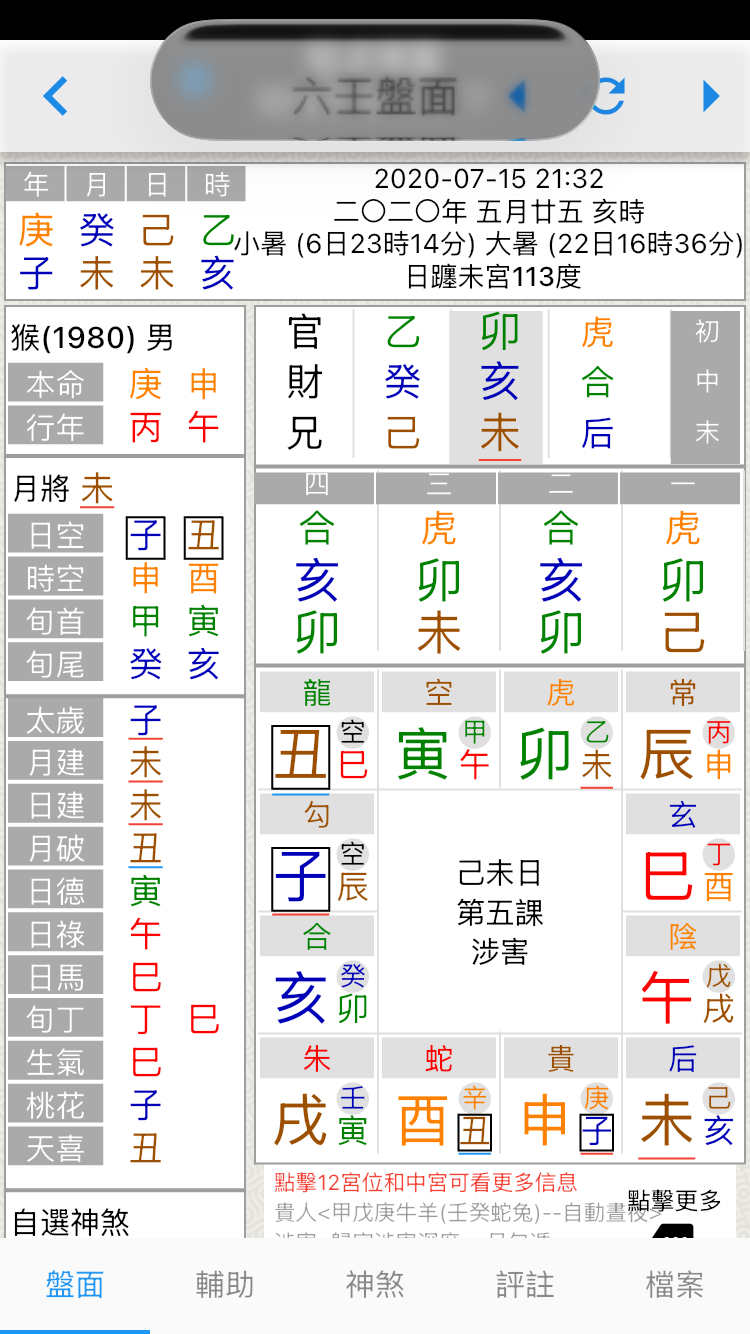 六壬盤面
年 月 日 時
庚 癸 己 乙
子 未 未 亥
2020-07-15 21:32
二〇二〇年 五月廿五 亥時
小暑 (6日23時14分) 大暑 (22日16時36分)
日躔未宮113度
猴(1980) 男
本命 庚 申
行年 丙 午
月將 未
日空 子 丑
時空 申 酉
旬首 甲 寅
旬尾 癸 亥
太歲 子
月建 未
日建 未
月破 丑
日德 寅
日祿 午
日馬 巳
旬丁 丁 巳
生氣 巳
桃花 子
天喜 丑
自選神煞
官 乙 卯 虎 初
財 癸 亥 合 中
兄 己 未 后 末
四 三 二 一
合 虎 合 虎
亥 卯 亥 卯
卯 未 卯 己
龍 空 虎 常
丑 空 巳 寅 甲 午 卯 乙 未 辰 丙 申
勾 玄
子 空 辰 巳 丁 酉
己未日
第五課
涉害
合 陰
亥 癸 卯 午 戊 戌
朱 蛇 貴 后
戌 壬 寅 酉 辛 丑 申 庚 子 未 己 亥
點擊12宮位和中宮可看更多信息
點擊更多
貴人<甲戊庚牛羊(壬癸蛇兔)--自動晝夜>
盤面 輔助 神煞 評註 檔案